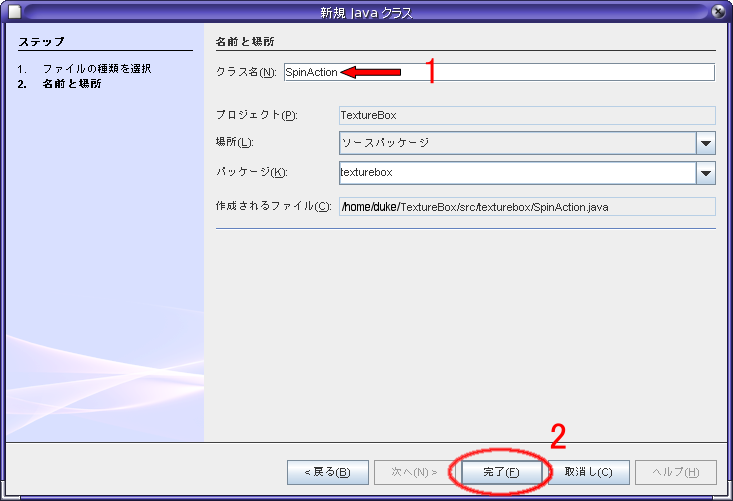 新規 Java クラス
ステップ
1. ファイルの種類を選択
2. 名前と場所
名前と場所
クラス名(N): SpinAction
1
プロジェクト(P): TextureBox
場所(L): ソースパッケージ
パッケージ(K): texturebox
作成されるファイル(C): /home/duke/TextureBox/src/texturebox/SpinAction.java
2
< 戻る(B) 次へ(N) > 完了(F) 取消し(C) ヘルプ(H)